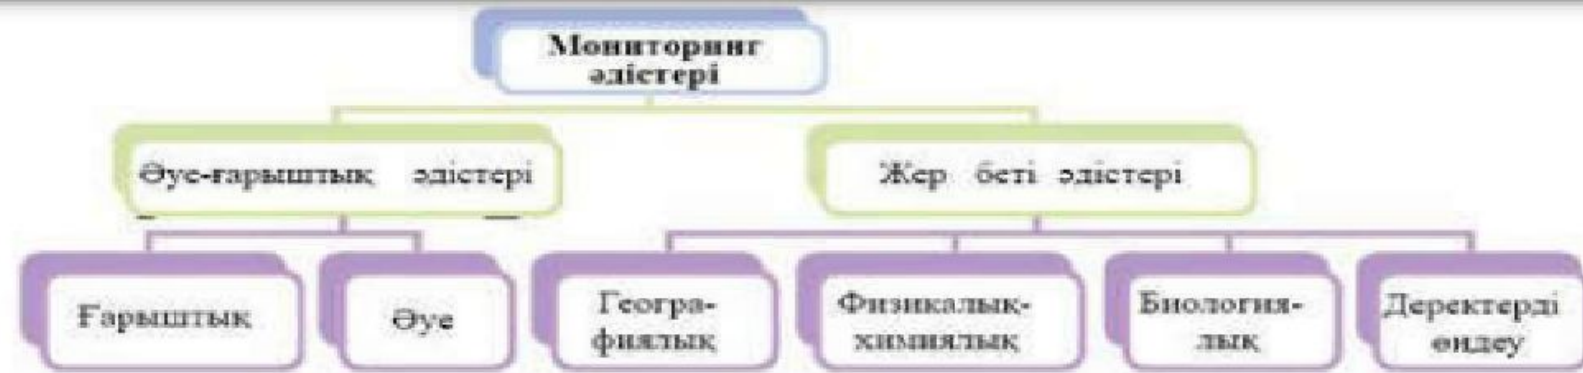 Мониторинг
әдістері
Әуе-ғарыштық әдістері
Жер беті әдістері
Ғарыштық
Әуе
Геогра-
фиялық
Физикалық-
химиялық
Биология-
лық
Деректерді
өңдеу